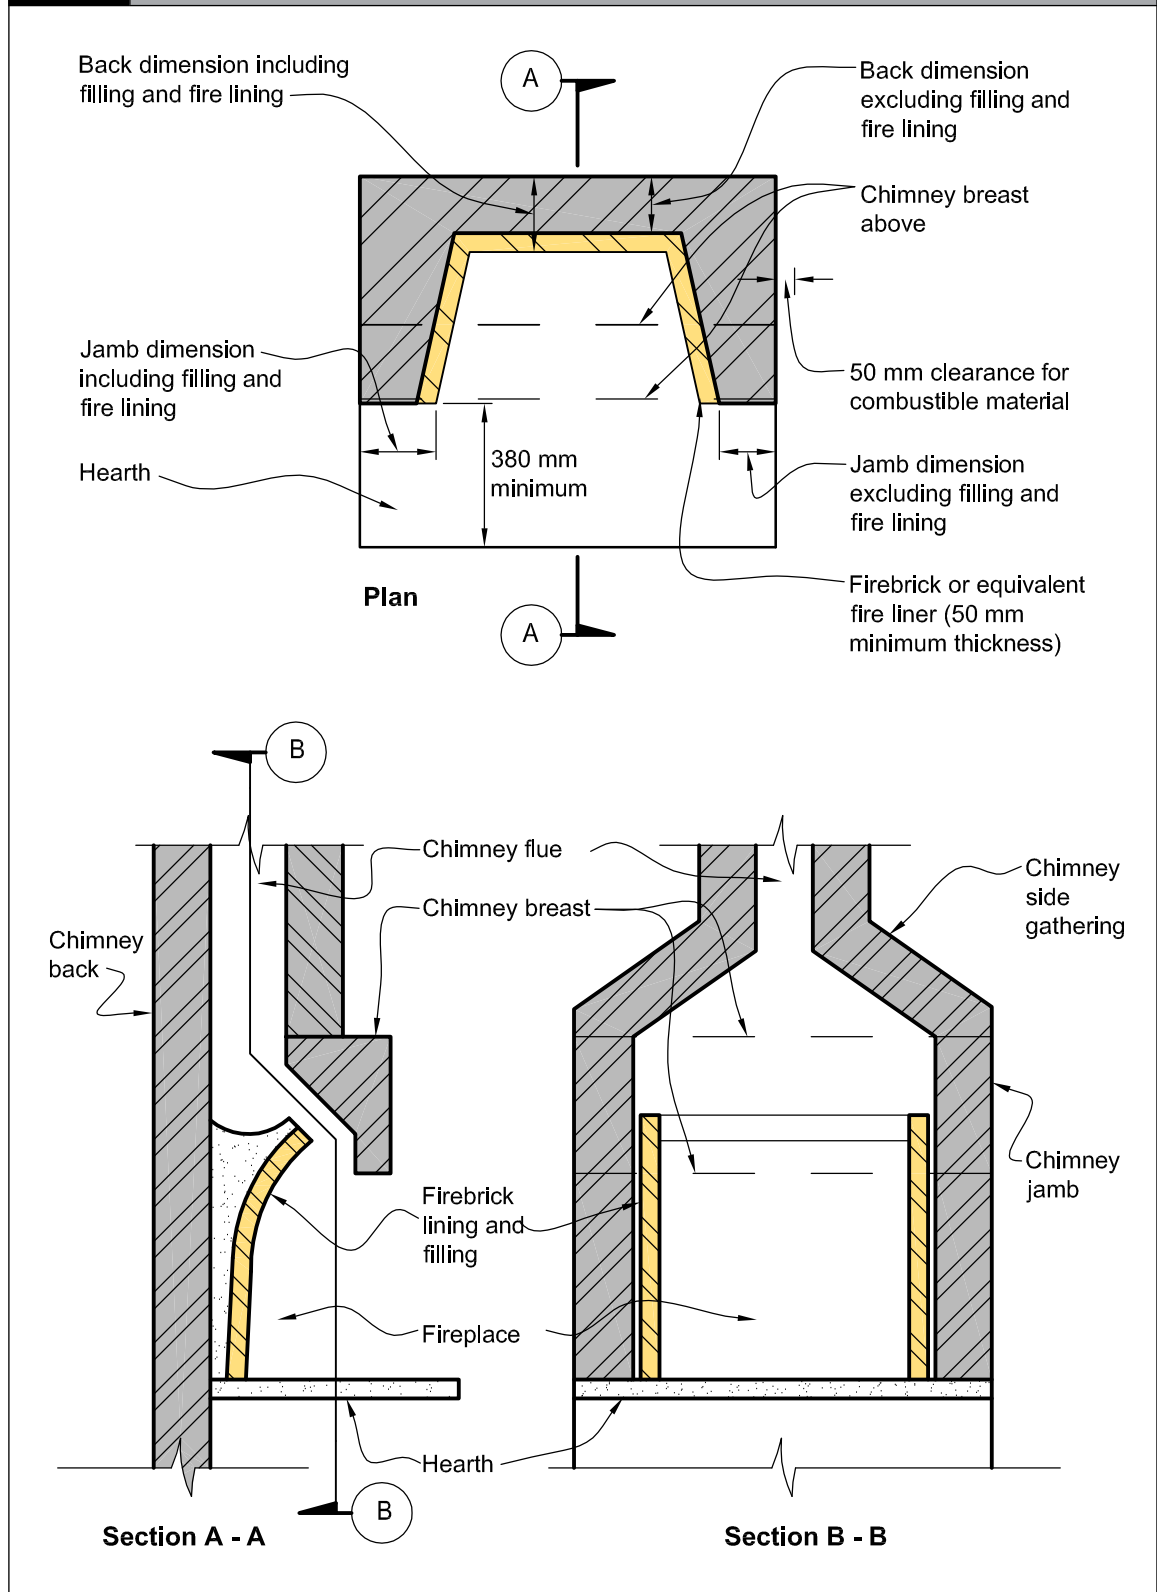 Back dimension including
filling and fire lining
A
Back dimension
excluding filling and
fire lining
Chimney breast
above
Jamb dimension
including filling and
fire lining
50 mm clearance for
combustible material
Hearth
380 mm
minimum
Jamb dimension
excluding filling and
fire lining
Plan
A
Firebrick or equivalent
fire liner (50 mm
minimum thickness)
B
Chimney flue
Chimney
side
gathering
Chimney breast
Chimney
back
Firebrick
lining and
filling
Chimney
jamb
Fireplace
Hearth
B
Section A - A
Section B - B